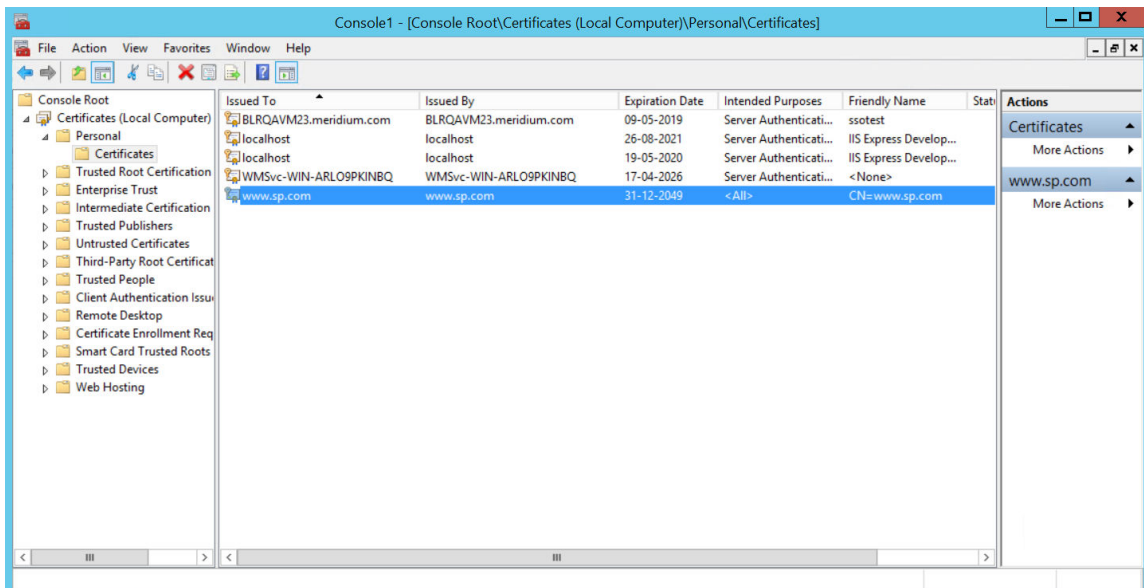 Console1 - [Console Root\Certificates (Local Computer)\Personal\Certificates]
File Action View Favorites Window Help
Console Root
Certificates (Local Computer)
Personal
Certificates
Trusted Root Certification
Enterprise Trust
Intermediate Certification
Trusted Publishers
Untrusted Certificates
Third-Party Root Certificat
Trusted People
Client Authentication Issu
Remote Desktop
Certificate Enrollment Req
Smart Card Trusted Roots
Trusted Devices
Web Hosting
Issued To Issued By Expiration Date Intended Purposes Friendly Name Stat
BLRQAVM23.meridium.com BLRQAVM23.meridium.com 09-05-2019 Server Authenticati... ssotest
localhost localhost 26-08-2021 Server Authenticati... IIS Express Develop...
localhost localhost 19-05-2020 Server Authenticati... IIS Express Develop...
WMSvc-WIN-ARLO9PKINBQ WMSvc-WIN-ARLO9PKINBQ 17-04-2026 Server Authenticati... <None>
www.sp.com www.sp.com 31-12-2049 <All> CN=www.sp.com
Actions
Certificates
More Actions
www.sp.com
More Actions